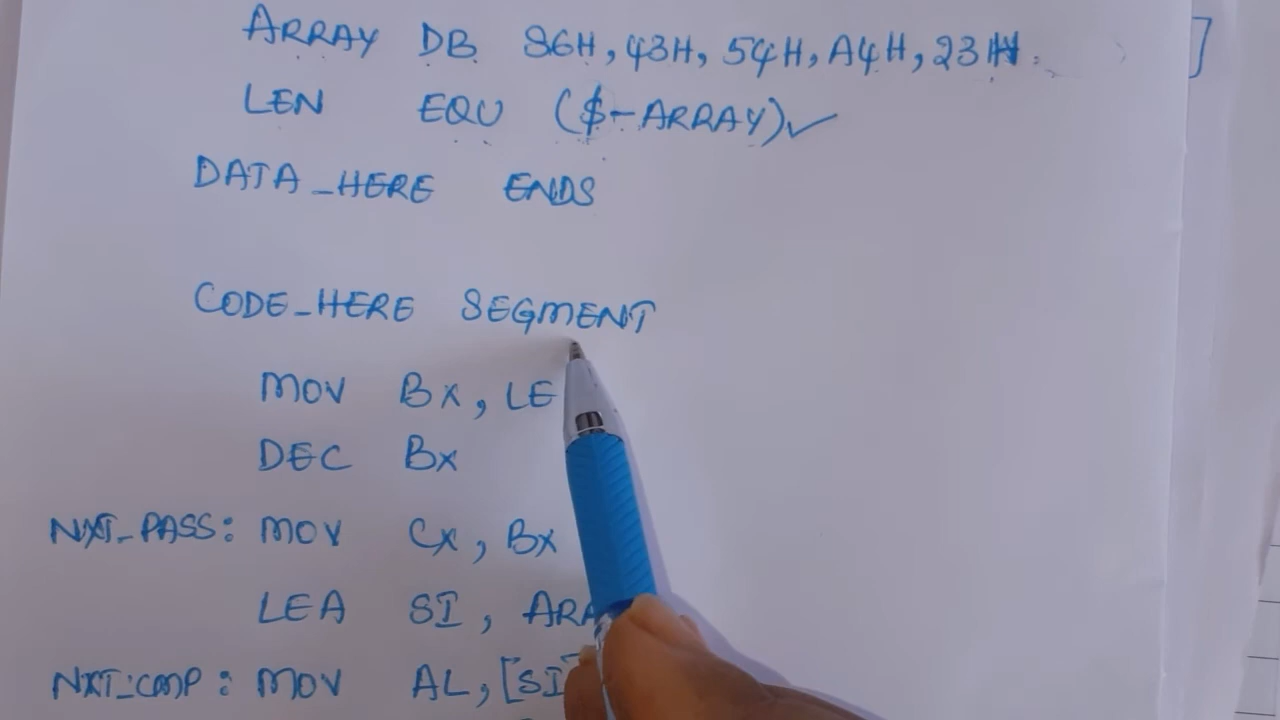 ARRAY DB 86H, 43H, 54H, A4H, 23H
LEN EQU ($-ARRAY)
DATA_HERE ENDS
CODE_HERE SEGMENT
MOV BX, LE
DEC BX
NXT_PASS: MOV CX, BX
LEA SI, ARA
NXT_CMP: MOV AL, [SI